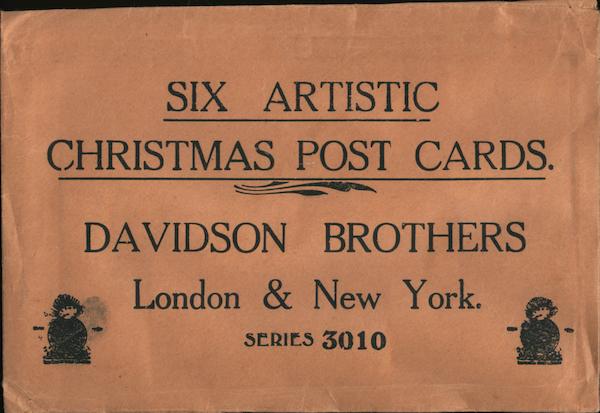 SIX ARTISTIC
CHRISTMAS POST CARDS.
DAVIDSON BROTHERS
London & New York.
SERIES 3010